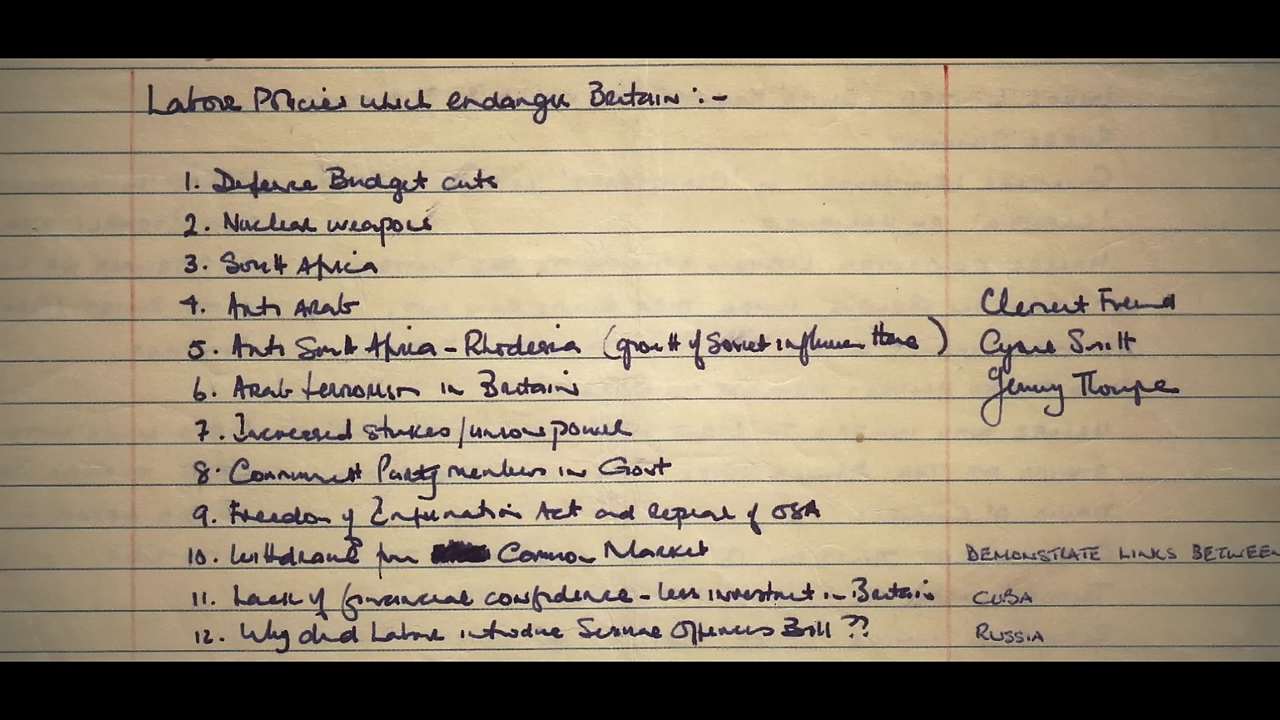 Labour Policies which endanger Britain :-
1. Defence Budget cuts
2. Nuclear weapons
3. South Africa
4. Anti Arab
Clement Freud
5. Anti South Africa - Rhodesia (growth of Soviet influence there)
Cyril Smith
6. Arab terrorism in Britain
Jeremy Thorpe
7. Increased strikes/union power
8. Communist Party members in Govt
9. Freedom of Information Act and repeal of OSA
10. Withdrawal from Common Market
DEMONSTRATE LINKS BETWEEN
11. Lack of financial confidence - less investment in Britain
CUBA
12. Why did Labour introduce Sexual Offences Bill ??
RUSSIA